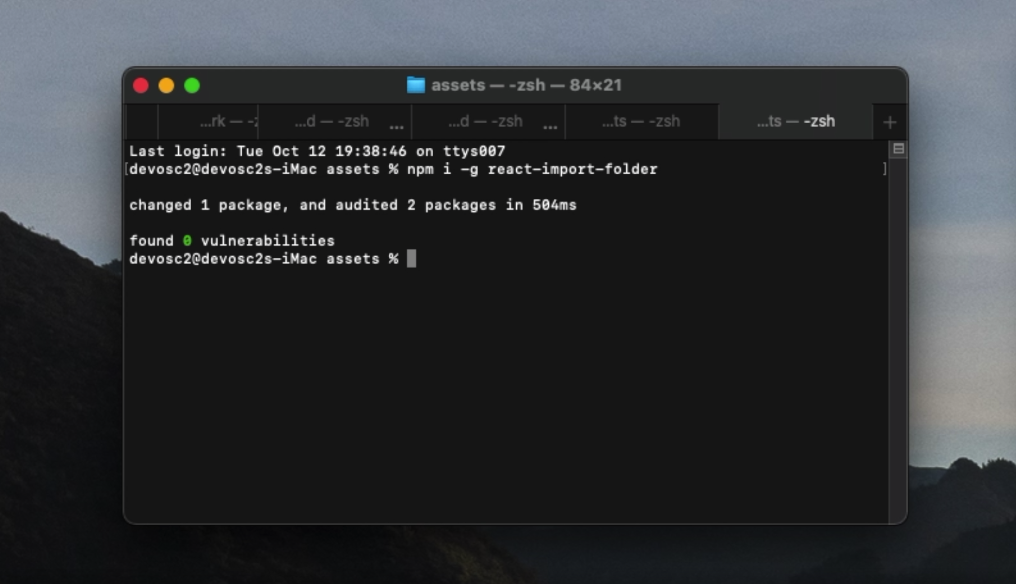 assets — -zsh — 84×21
...rk — -z ...d — -zsh ... ...d — -zsh ... ...ts — -zsh ...ts — -zsh +
Last login: Tue Oct 12 19:38:46 on ttys007
[devosc2@devosc2s-iMac assets % npm i -g react-import-folder ]
changed 1 package, and audited 2 packages in 504ms
found 0 vulnerabilities
devosc2@devosc2s-iMac assets %